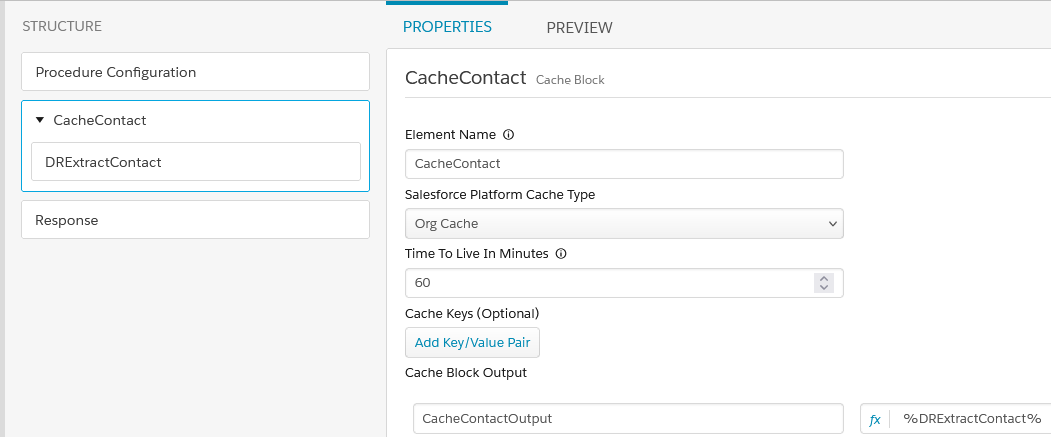 STRUCTURE
Procedure Configuration
CacheContact
DRExtractContact
Response
PROPERTIES PREVIEW
CacheContact Cache Block
Element Name
CacheContact
Salesforce Platform Cache Type
Org Cache
Time To Live In Minutes
60
Cache Keys (Optional)
Add Key/Value Pair
Cache Block Output
CacheContactOutput fx %DRExtractContact%